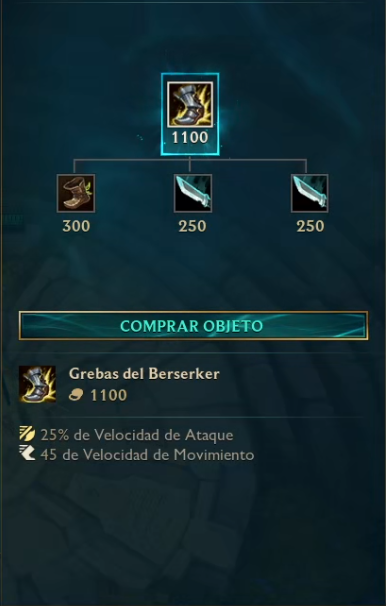 1100
300
250
250
COMPRAR OBJETO
Grebas del Berserker
1100
25% de Velocidad de Ataque
45 de Velocidad de Movimiento